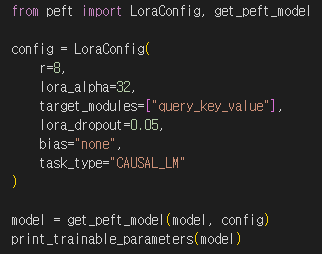 from peft import LoraConfig, get_peft_model

config = LoraConfig(
    r=8,
    lora_alpha=32,
    target_modules=["query_key_value"],
    lora_dropout=0.05,
    bias="none",
    task_type="CAUSAL_LM"
)

model = get_peft_model(model, config)
print_trainable_parameters(model)